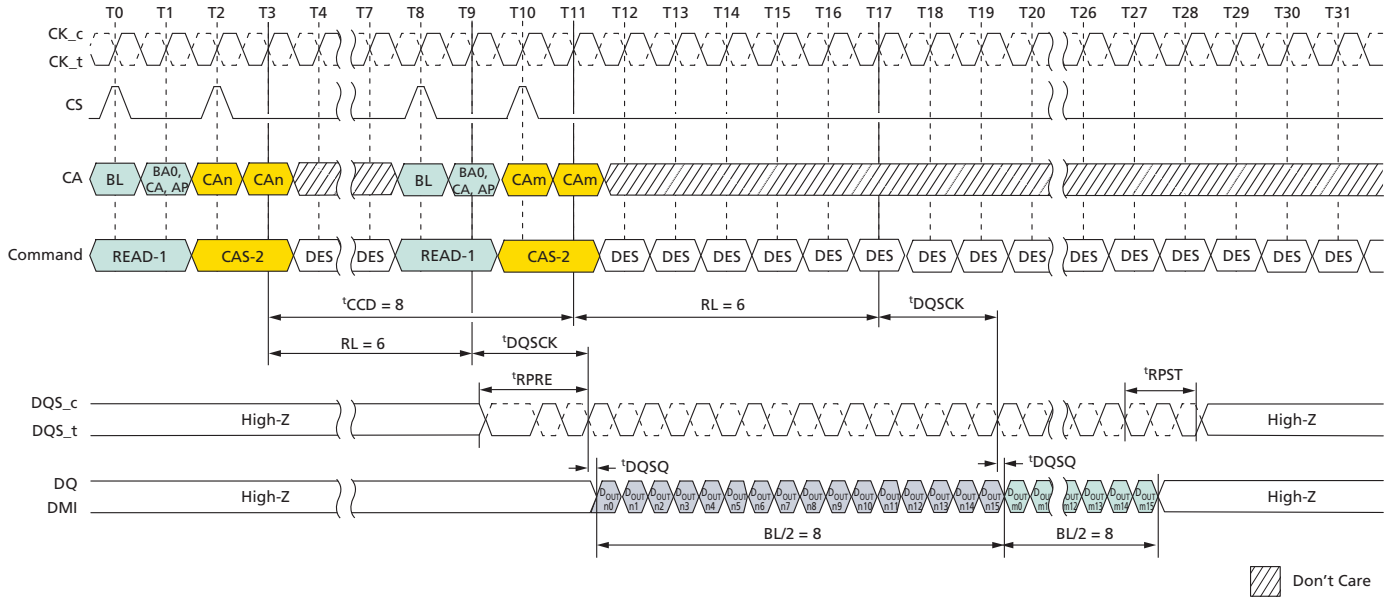 T0 T1 T2 T3 T4 T7 T8 T9 T10 T11 T12 T13 T14 T15 T16 T17 T18 T19 T20 T26 T27 T28 T29 T30 T31
CK_c
CK_t
CS
CA BL BA0, CA, AP CAn CAn BL BA0, CA, AP CAm CAm
Command READ-1 CAS-2 DES DES READ-1 CAS-2 DES DES DES DES DES DES DES DES DES DES DES DES DES DES DES
tCCD = 8 RL = 6 tDQSCK
RL = 6 tDQSCK
tRPRE tRPST
DQS_c
DQS_t
High-Z High-Z
tDQSQ tDQSQ
DQ
DMI
High-Z DOUT n0 DOUT n1 DOUT n2 DOUT n3 DOUT n4 DOUT n5 DOUT n6 DOUT n7 DOUT n8 DOUT n9 DOUT n10 DOUT n11 DOUT n12 DOUT n13 DOUT n14 DOUT n15 DOUT m0 DOUT m1 DOUT m12 DOUT m13 DOUT m14 DOUT m15 High-Z
BL/2 = 8 BL/2 = 8
Don't Care